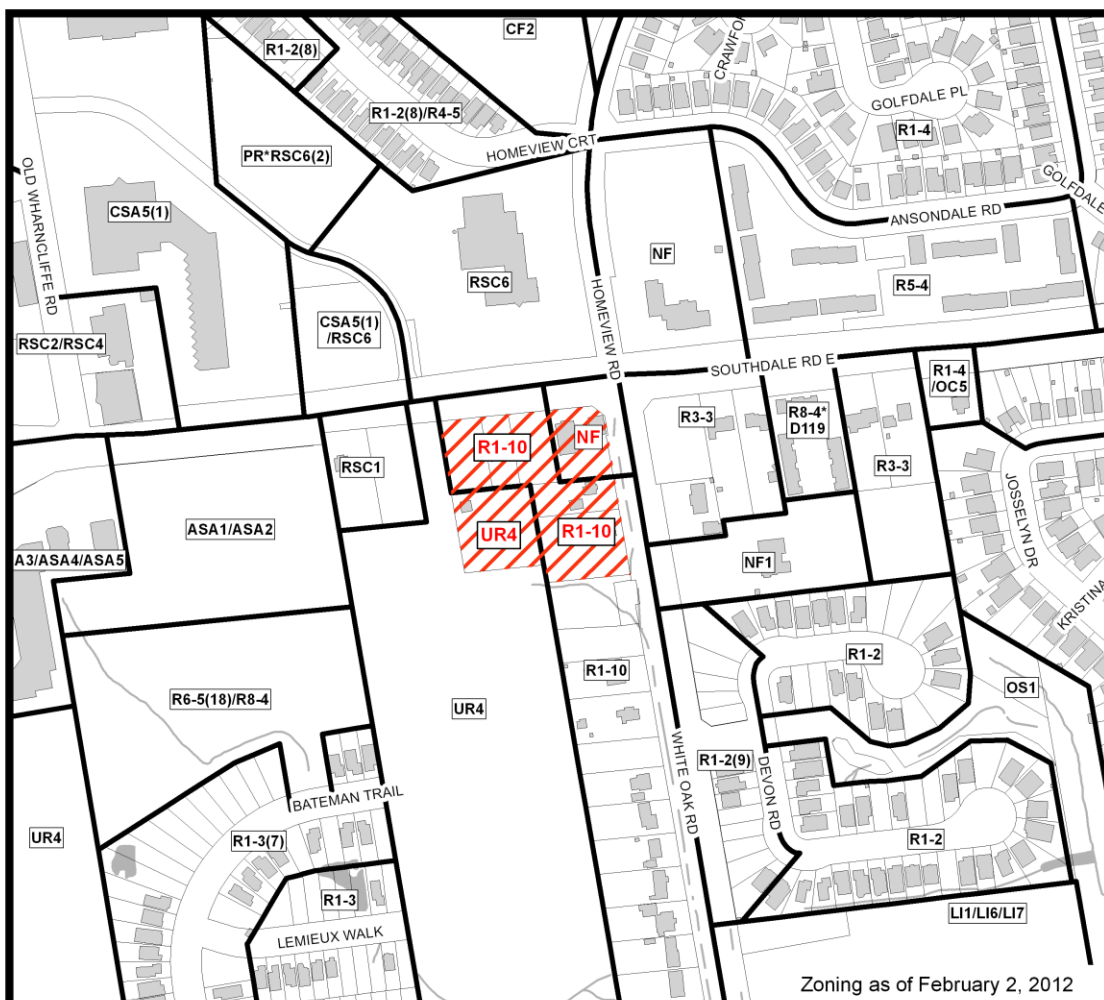 CF2
R1-2(8)
CRAWFOR
GOLFDALE PL
R1-2(8)/R4-5
R1-4
HOMEVIEW CRT
PR*RSC6(2)
OLD WHARNCLIFFE RD
GOLFDALE
CSA5(1)
ANSONDALE RD
NF
RSC6
HOMEVIEW RD
R5-4
CSA5(1)
/RSC6
RSC2/RSC4
SOUTHDALE RD E
R1-4
/OC5
R3-3
R8-4*
D119
R1-10
NF
RSC1
R3-3
JOSSELYN DR
ASA1/ASA2
UR4
R1-10
A3/ASA4/ASA5
NF1
KRISTINA
R1-2
R1-10
OS1
R6-5(18)/R8-4
UR4
WHITE OAK RD
R1-2(9)
DEVON RD
BATEMAN TRAIL
UR4
R1-3(7)
R1-2
R1-3
LI1/LI6/LI7
LEMIEUX WALK
Zoning as of February 2, 2012